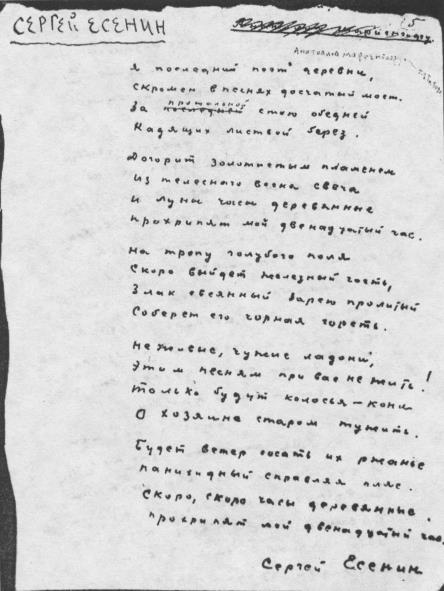 СЕРГЕЙ ЕСЕНИН
5
Анатолию Мариенгофу
Я последний поэт деревни,
Скромен в песнях досчатый мост.
прощальной
За последней стою обедней
Кадящих листвой берез.
Догорит золотистым пламенем
Из телесного воска свеча
И луны часы деревянные
Прохрипят мой двенадцатый час.
На тропу голубого поля
Скоро выйдет железный гость,
Злак овсяный зарею пролитый
Соберет его чорная горсть.
Не живые, чужие ладони,
Этим песням при вас не жить!
Только будут колосья-кони
О хозяине старом тужить.
Будет ветер сосать их ржанье
Панихидный справляя пляс.
Скоро, скоро часы деревянные
Прохрипят мой двенадцатый час.
Сергей Есенин